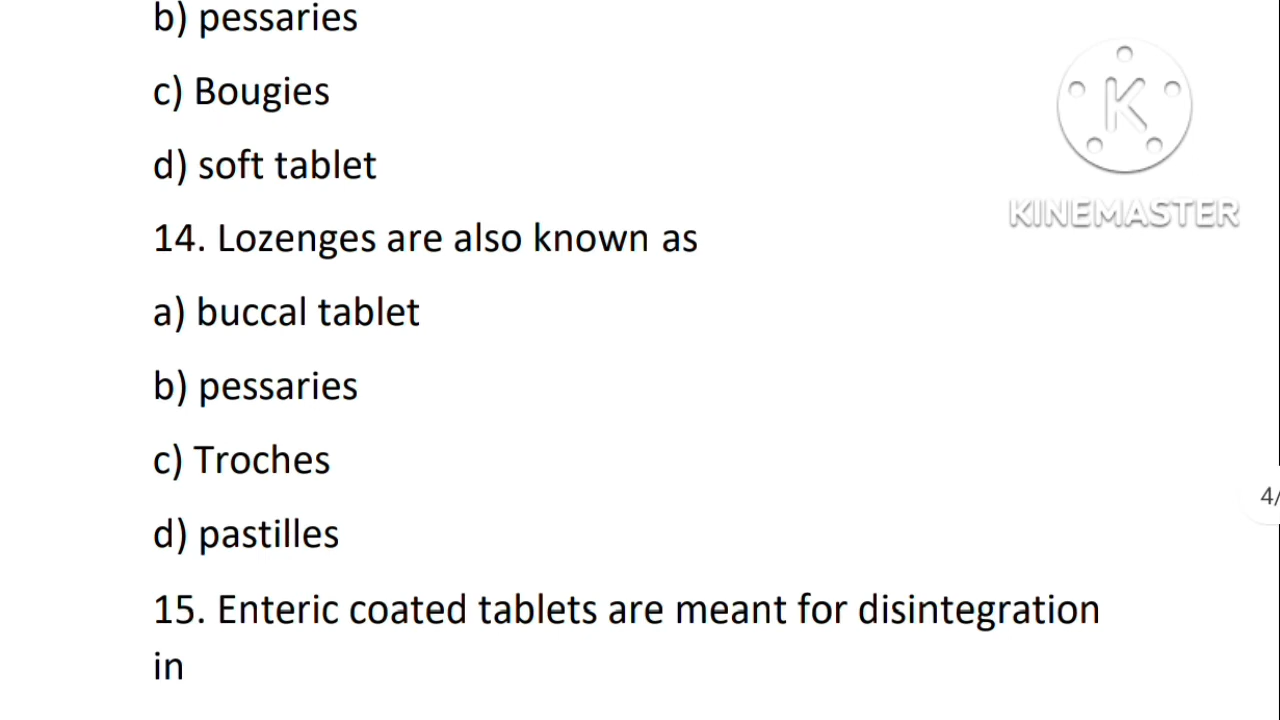 b) pessaries
c) Bougies
d) soft tablet
14. Lozenges are also known as
a) buccal tablet
b) pessaries
c) Troches
d) pastilles
15. Enteric coated tablets are meant for disintegration
in
K
KINEMASTER
4/